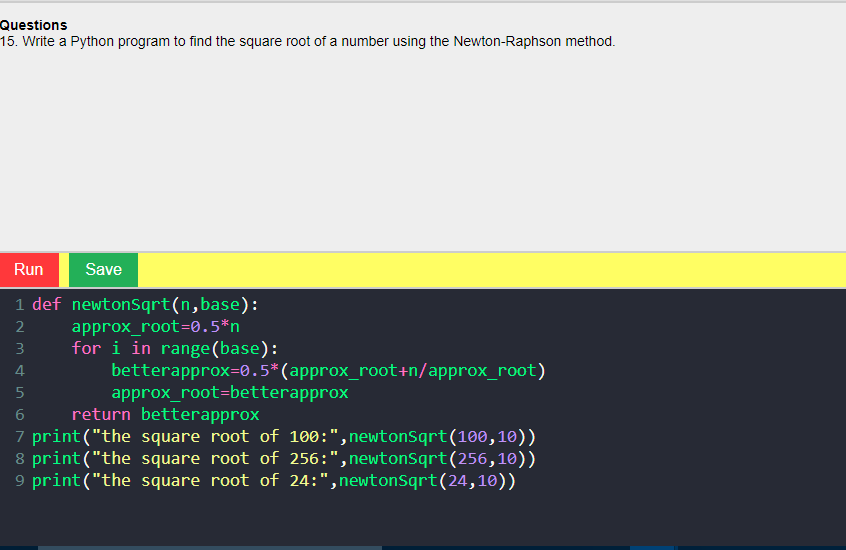 Questions
15. Write a Python program to find the square root of a number using the Newton-Raphson method.
Run Save
1 def newtonSqrt(n,base):
2     approx_root=0.5*n
3     for i in range(base):
4         betterapprox=0.5*(approx_root+n/approx_root)
5         approx_root=betterapprox
6     return betterapprox
7 print("the square root of 100:",newtonSqrt(100,10))
8 print("the square root of 256:",newtonSqrt(256,10))
9 print("the square root of 24:",newtonSqrt(24,10))